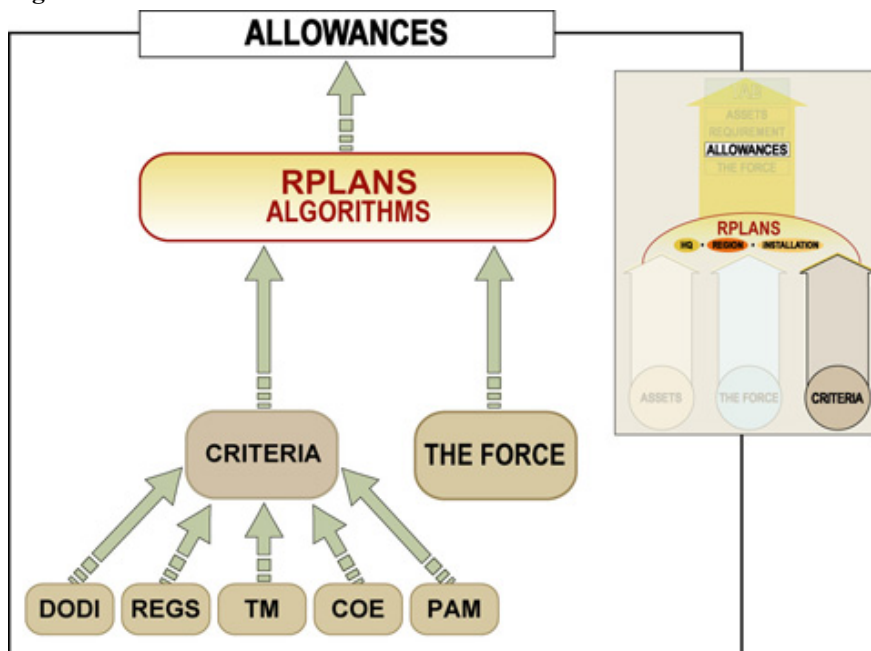 ALLOWANCES
RPLANS
ALGORITHMS
CRITERIA
THE FORCE
DODI
REGS
TM
COE
PAM
ASSETS
REQUIREMENT
ALLOWANCES
THE FORCE
RPLANS
HQ • REGION • INSTALLATION
ASSETS
THE FORCE
CRITERIA